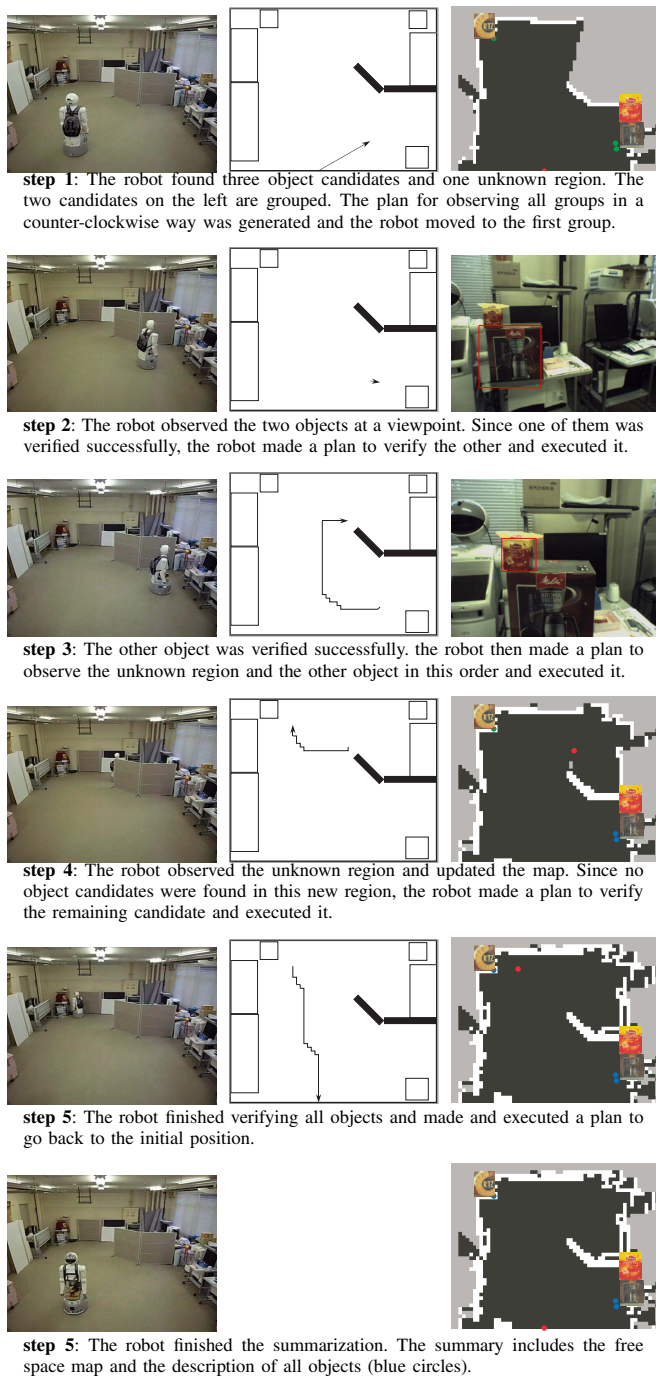 step 1: The robot found three object candidates and one unknown region. The
two candidates on the left are grouped. The plan for observing all groups in a
counter-clockwise way was generated and the robot moved to the first group.
step 2: The robot observed the two objects at a viewpoint. Since one of them was
verified successfully, the robot made a plan to verify the other and executed it.
Melitta
step 3: The other object was verified successfully. the robot then made a plan to
observe the unknown region and the other object in this order and executed it.
step 4: The robot observed the unknown region and updated the map. Since no
object candidates were found in this new region, the robot made a plan to verify
the remaining candidate and executed it.
step 5: The robot finished verifying all objects and made and executed a plan to
go back to the initial position.
step 5: The robot finished the summarization. The summary includes the free
space map and the description of all objects (blue circles).